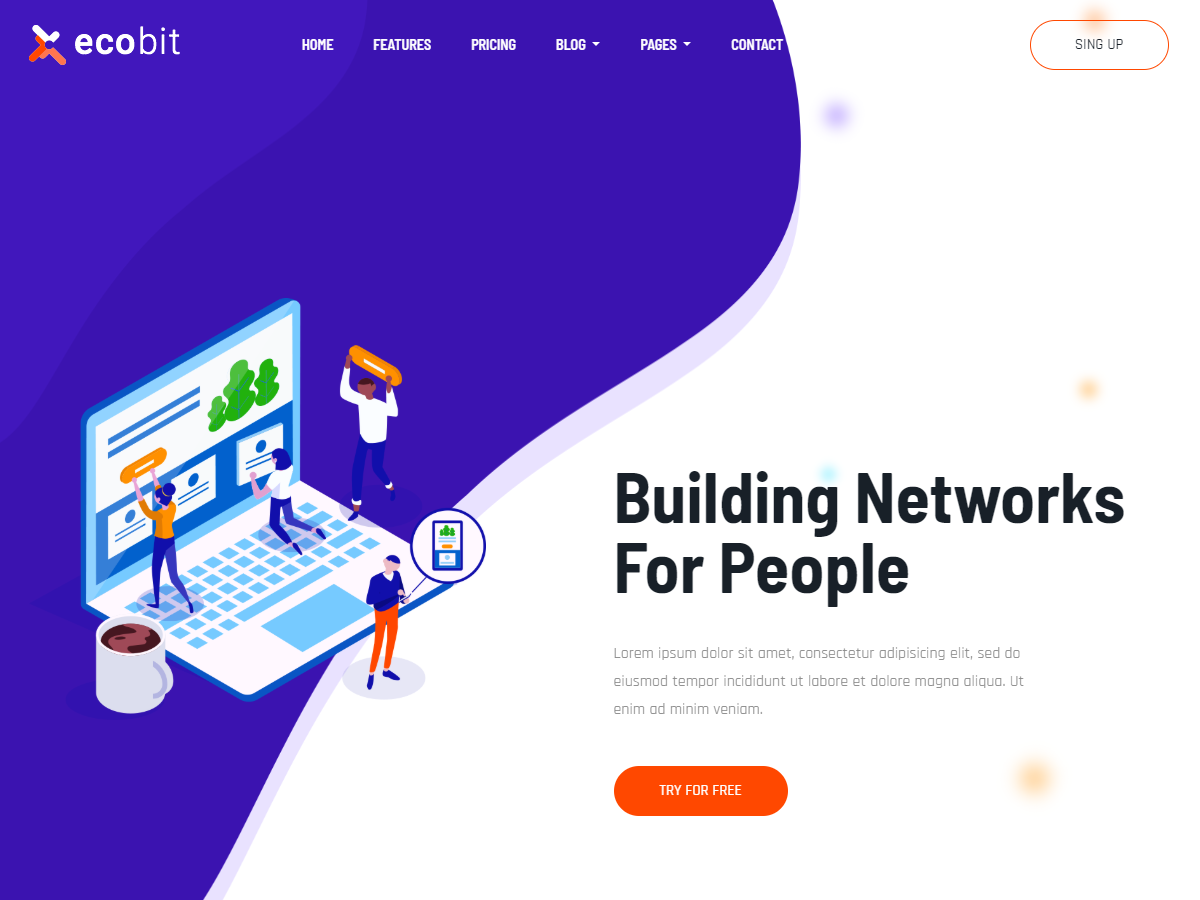 ecobit
HOME
FEATURES
PRICING
BLOG
PAGES
CONTACT
SING UP
Building Networks
For People
Lorem ipsum dolor sit amet, consectetur adipisicing elit, sed do
eiusmod tempor incididunt ut labore et dolore magna aliqua. Ut
enim ad minim veniam.
TRY FOR FREE